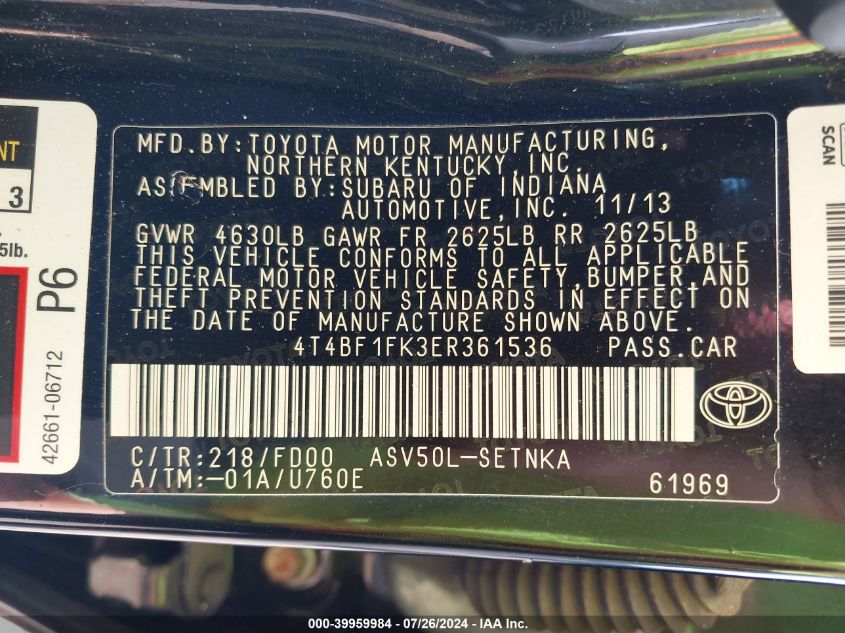 MFD.BY:TOYOTA MOTOR MANUFACTURING,
NORTHERN KENTUCKY,INC.
ASSEMBLED BY:SUBARU OF INDIANA
AUTOMOTIVE,INC. 11/13
GVWR 4630LB GAWR FR 2625LB RR 2625LB
THIS VEHICLE CONFORMS TO ALL APPLICABLE
FEDERAL MOTOR VEHICLE SAFETY,BUMPER,AND
THEFT PREVENTION STANDARDS IN EFFECT ON
THE DATE OF MANUFACTURE SHOWN ABOVE.
4T4BF1FK3ER361536 PASS.CAR
C/TR:218/FD00 ASV50L-SETNKA
A/TM:-01A/U760E 61969
3
5lb.
P6
42661-06712
SCAN
000-39959984 / 07/26/2024 - IAA Inc.